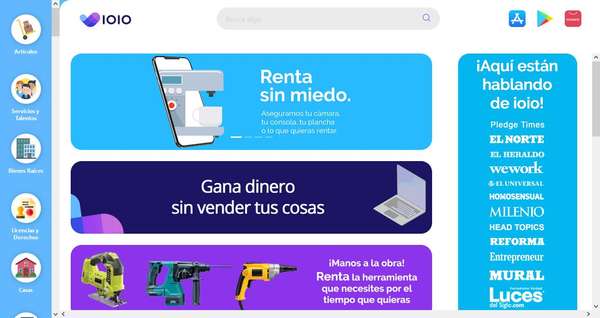 IOIO
Busca algo
Artículos
Servicios y
Talentos
Bienes Raíces
Licencias y
Derechos
Casas
Renta
sin miedo.
Aseguramos tu cámara,
tu consola, tu plancha
o lo que quieras rentar.
Gana dinero
sin vender tus cosas
¡Manos a la obra!
Renta la herramienta
que necesites por el
tiempo que quieras
¡Aquí están
hablando
de ioio!
Pledge Times
EL NORTE
EL HERALDO
wework
EL UNIVERSAL
HOMOSENSUAL
MILENIO
HEAD TOPICS
REFORMA
Entrepreneur
MURAL
Luces
del Siglo.com